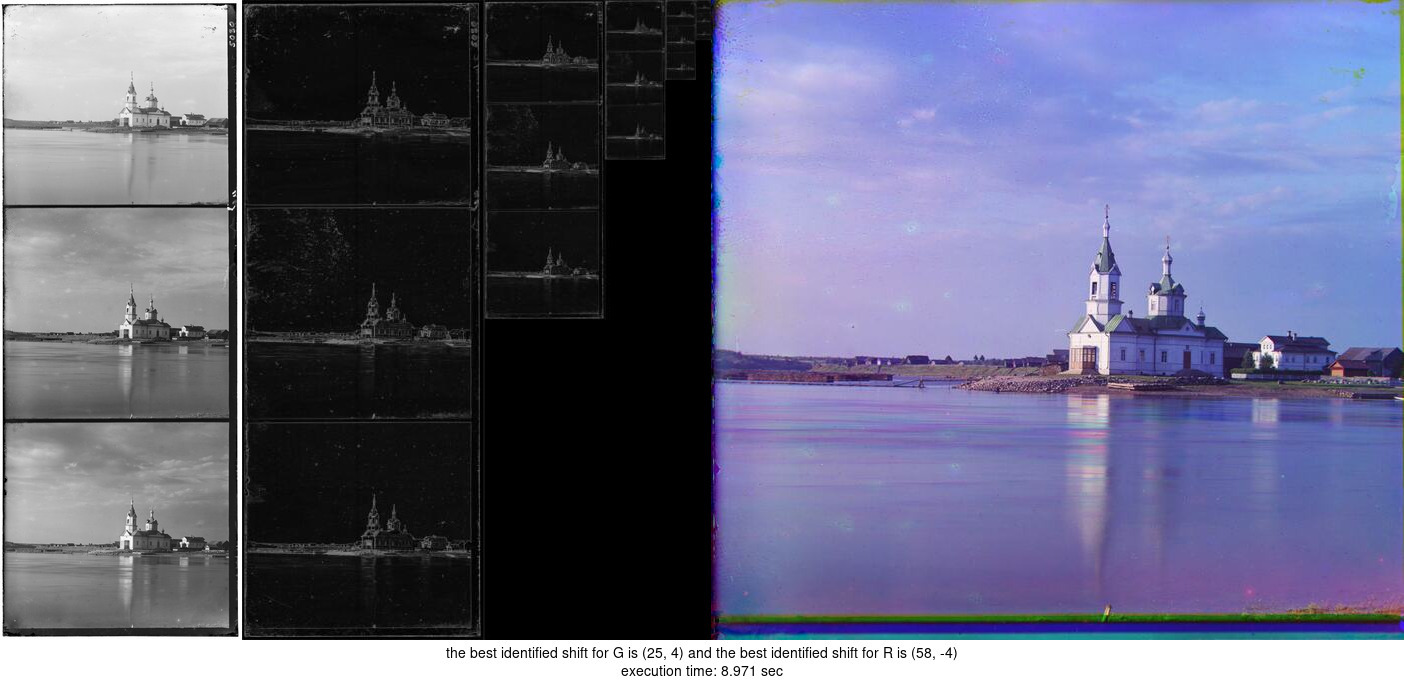 the best identified shift for G is (25, 4) and the best identified shift for R is (58, -4)
execution time: 8.971 sec